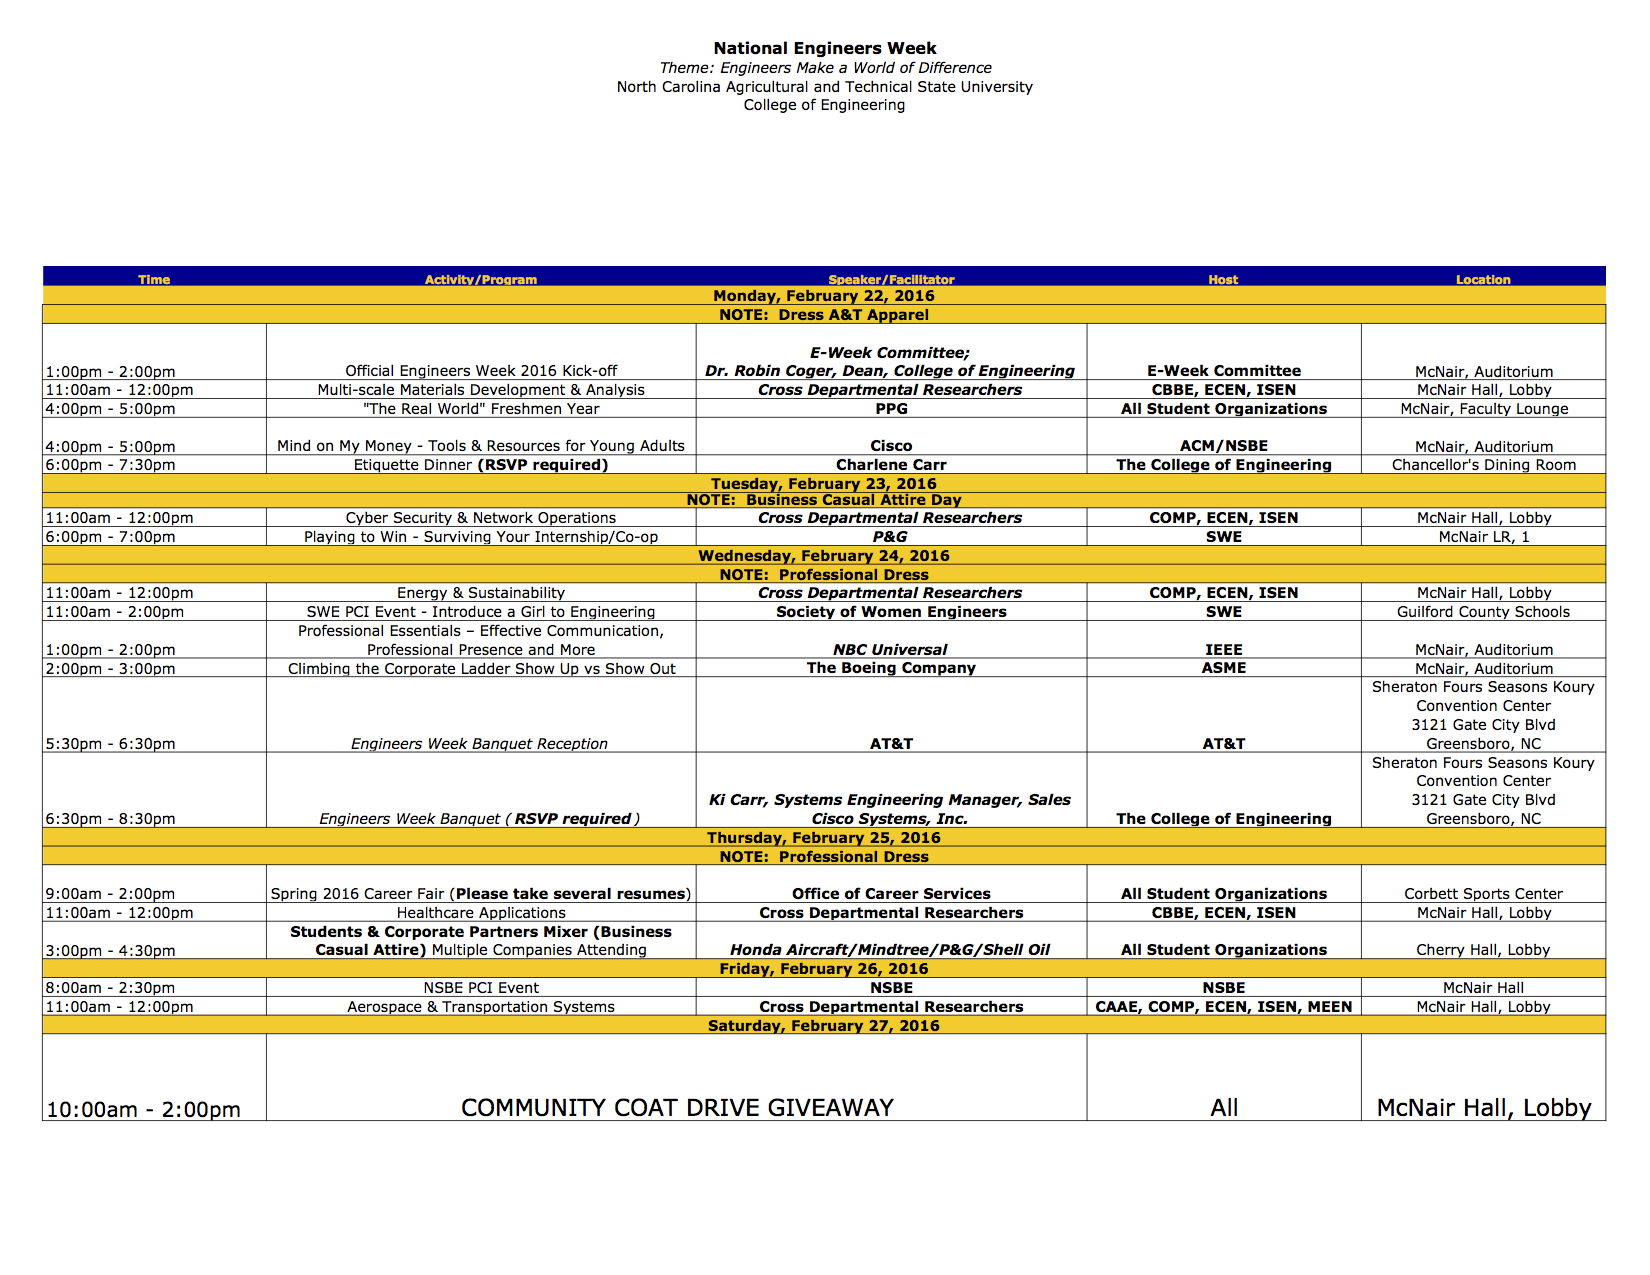 National Engineers Week
Theme: Engineers Make a World of Difference
North Carolina Agricultural and Technical State University
College of Engineering
Time Activity/Program Speaker/Facilitator Host Location
Monday, February 22, 2016
NOTE: Dress A&T Apparel
E-Week Committee;
1:00pm - 2:00pm Official Engineers Week 2016 Kick-off Dr. Robin Coger, Dean, College of Engineering E-Week Committee McNair, Auditorium
11:00am - 12:00pm Multi-scale Materials Development & Analysis Cross Departmental Researchers CBBE, ECEN, ISEN McNair Hall, Lobby
4:00pm - 5:00pm "The Real World" Freshmen Year PPG All Student Organizations McNair, Faculty Lounge
4:00pm - 5:00pm Mind on My Money - Tools & Resources for Young Adults Cisco ACM/NSBE McNair, Auditorium
6:00pm - 7:30pm Etiquette Dinner (RSVP required) Charlene Carr The College of Engineering Chancellor's Dining Room
Tuesday, February 23, 2016
NOTE: Business Casual Attire Day
11:00am - 12:00pm Cyber Security & Network Operations Cross Departmental Researchers COMP, ECEN, ISEN McNair Hall, Lobby
6:00pm - 7:00pm Playing to Win - Surviving Your Internship/Co-op P&G SWE McNair LR, 1
Wednesday, February 24, 2016
NOTE: Professional Dress
11:00am - 12:00pm Energy & Sustainability Cross Departmental Researchers COMP, ECEN, ISEN McNair Hall, Lobby
11:00am - 2:00pm SWE PCI Event - Introduce a Girl to Engineering Society of Women Engineers SWE Guilford County Schools
Professional Essentials – Effective Communication,
1:00pm - 2:00pm Professional Presence and More NBC Universal IEEE McNair, Auditorium
2:00pm - 3:00pm Climbing the Corporate Ladder Show Up vs Show Out The Boeing Company ASME McNair, Auditorium
Sheraton Fours Seasons Koury
Convention Center
3121 Gate City Blvd
5:30pm - 6:30pm Engineers Week Banquet Reception AT&T AT&T Greensboro, NC
Sheraton Fours Seasons Koury
Convention Center
Ki Carr, Systems Engineering Manager, Sales 3121 Gate City Blvd
6:30pm - 8:30pm Engineers Week Banquet ( RSVP required ) Cisco Systems, Inc. The College of Engineering Greensboro, NC
Thursday, February 25, 2016
NOTE: Professional Dress
9:00am - 2:00pm Spring 2016 Career Fair (Please take several resumes) Office of Career Services All Student Organizations Corbett Sports Center
11:00am - 12:00pm Healthcare Applications Cross Departmental Researchers CBBE, ECEN, ISEN McNair Hall, Lobby
Students & Corporate Partners Mixer (Business
3:00pm - 4:30pm Casual Attire) Multiple Companies Attending Honda Aircraft/Mindtree/P&G/Shell Oil All Student Organizations Cherry Hall, Lobby
Friday, February 26, 2016
8:00am - 2:30pm NSBE PCI Event NSBE NSBE McNair Hall
11:00am - 12:00pm Aerospace & Transportation Systems Cross Departmental Researchers CAAE, COMP, ECEN, ISEN, MEEN McNair Hall, Lobby
Saturday, February 27, 2016
10:00am - 2:00pm COMMUNITY COAT DRIVE GIVEAWAY All McNair Hall, Lobby